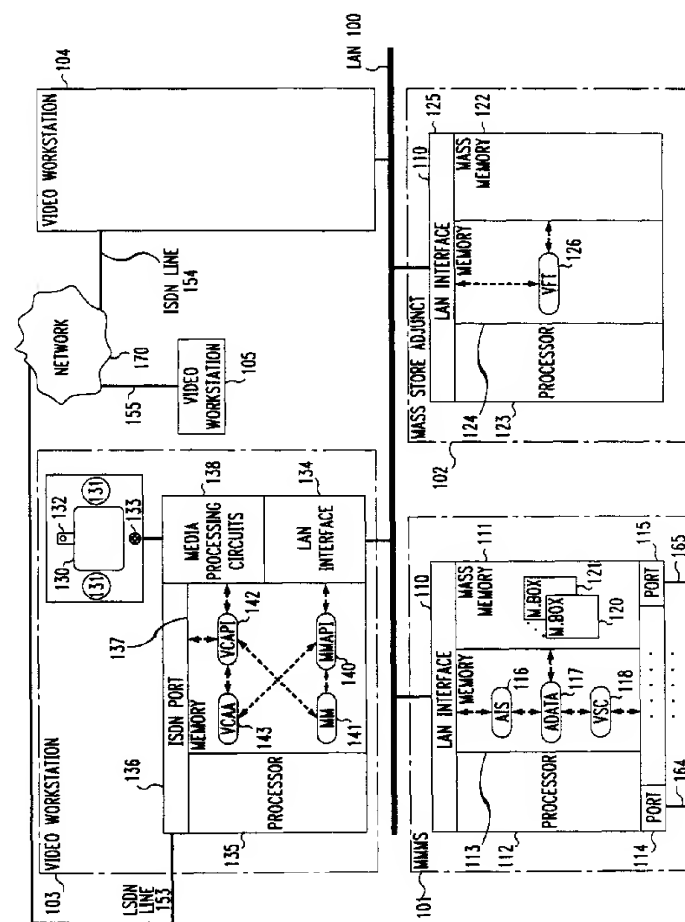 103
VIDEO WORKSTATION
LSDN
LINE
153
136
ISDN PORT
137
MEMORY
135
PROCESSOR
VCAA
143
VCAPI
142
MM
141
MMAPI
140
MEDIA
PROCESSING
CIRCUITS
138
LAN
INTERFACE
134
130
132
131
131
133
NETWORK
170
155
VIDEO
WORKSTATION
105
ISDN LINE
154
VIDEO WORKSTATION
104
LAN 100
101
MMMS
110
LAN INTERFACE
MEMORY
113
112
PROCESSOR
AIS
116
ADATA
117
VSC
118
MASS
MEMORY
111
M.BOX
121
M.BOX
120
PORT
114
164
PORT
115
165
102
MASS STORE ADJUNCT
110
LAN INTERFACE
125
MEMORY
124
123
PROCESSOR
VFT
126
MASS
MEMORY
122